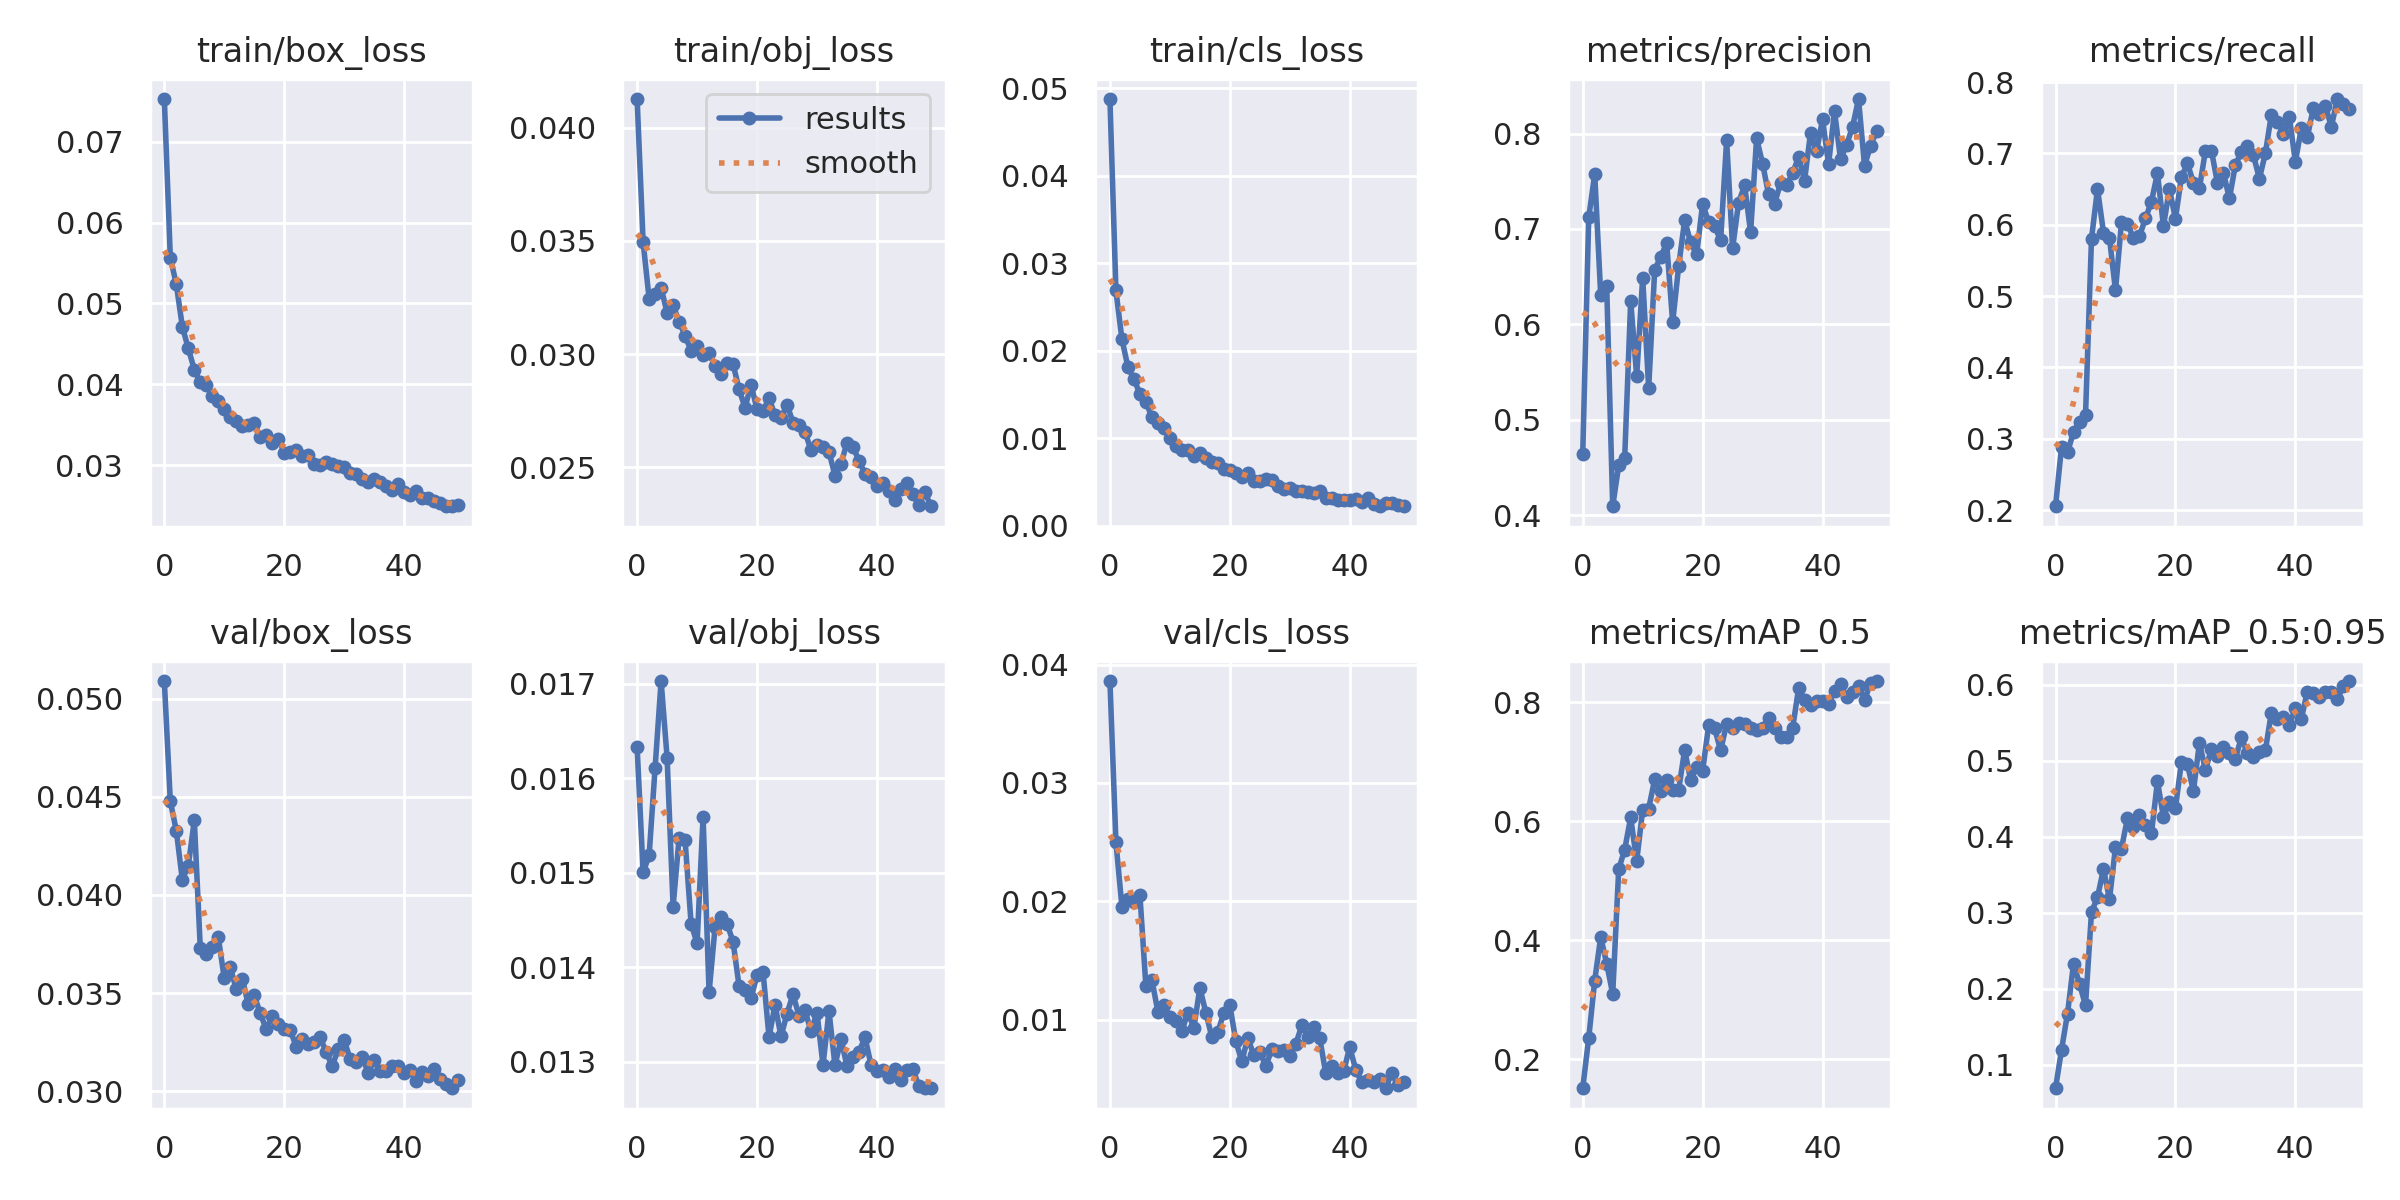 train/box_loss
0.07
0.06
0.05
0.04
0.03
0 20 40
train/obj_loss
results
smooth
0.040
0.035
0.030
0.025
0 20 40
train/cls_loss
0.05
0.04
0.03
0.02
0.01
0.00
0 20 40
metrics/precision
0.8
0.7
0.6
0.5
0.4
0 20 40
metrics/recall
0.8
0.7
0.6
0.5
0.4
0.3
0.2
0 20 40
val/box_loss
0.050
0.045
0.040
0.035
0.030
0 20 40
val/obj_loss
0.017
0.016
0.015
0.014
0.013
0 20 40
val/cls_loss
0.04
0.03
0.02
0.01
0 20 40
metrics/mAP_0.5
0.8
0.6
0.4
0.2
0 20 40
metrics/mAP_0.5:0.95
0.6
0.5
0.4
0.3
0.2
0.1
0 20 40